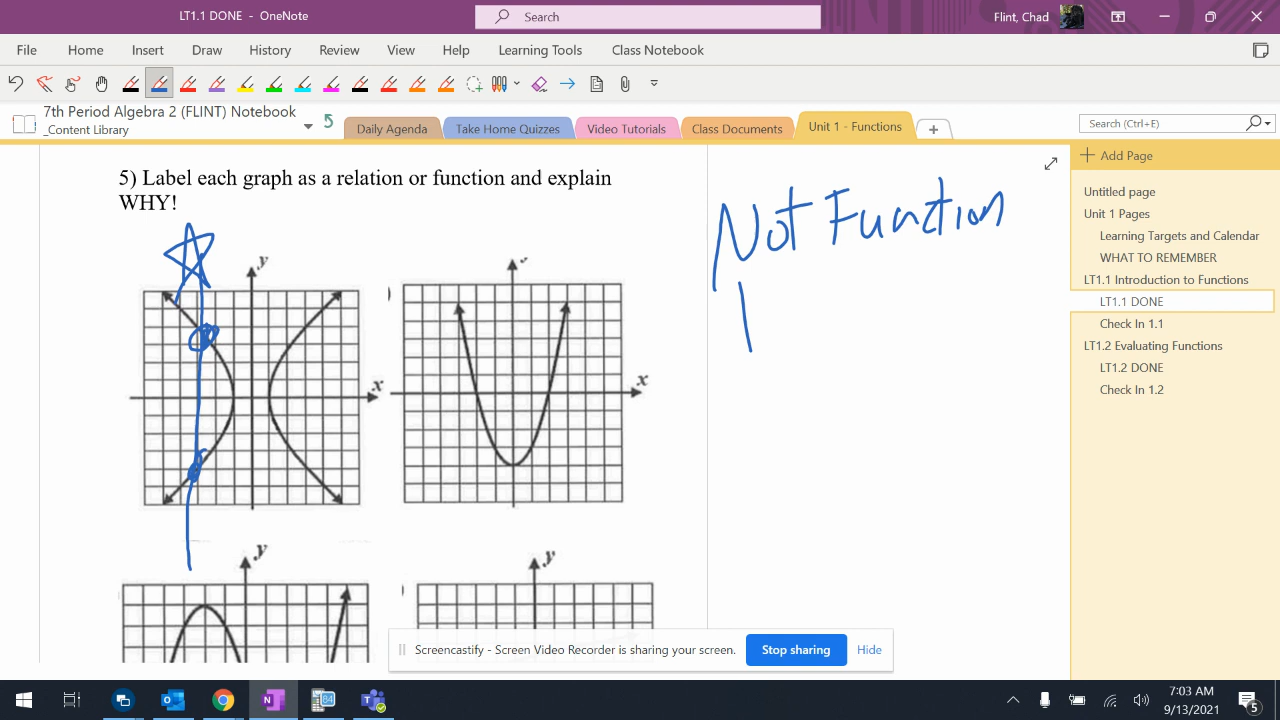 LT1.1 DONE - OneNote
Search
Flint, Chad
File Home Insert Draw History Review View Help Learning Tools Class Notebook
7th Period Algebra 2 (FLINT) Notebook
_Content Library
Daily Agenda
Take Home Quizzes
Video Tutorials
Class Documents
Unit 1 - Functions
+
Search (Ctrl+E)
Add Page
5) Label each graph as a relation or function and explain
WHY!
Not Function
y
x
)
x
y
y
)
Untitled page
Unit 1 Pages
Learning Targets and Calendar
WHAT TO REMEMBER
LT1.1 Introduction to Functions
LT1.1 DONE
Check In 1.1
LT1.2 Evaluating Functions
LT1.2 DONE
Check In 1.2
Screencastify - Screen Video Recorder is sharing your screen.
Stop sharing
Hide
84
7:03 AM
9/13/2021
5